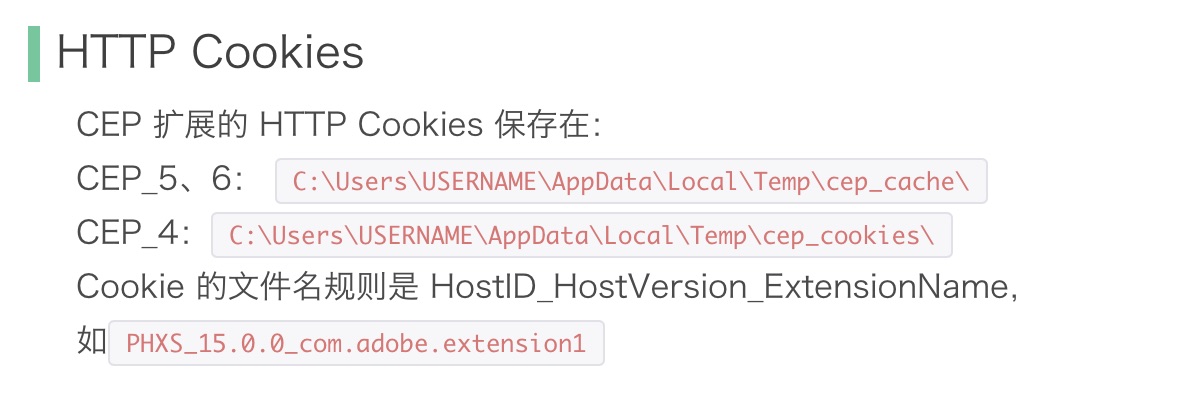 HTTP Cookies
CEP 扩展的 HTTP Cookies 保存在：
CEP_5、6： C:\Users\USERNAME\AppData\Local\Temp\cep_cache\
CEP_4： C:\Users\USERNAME\AppData\Local\Temp\cep_cookies\
Cookie 的文件名规则是 HostID_HostVersion_ExtensionName，
如 PHXS_15.0.0_com.adobe.extension1